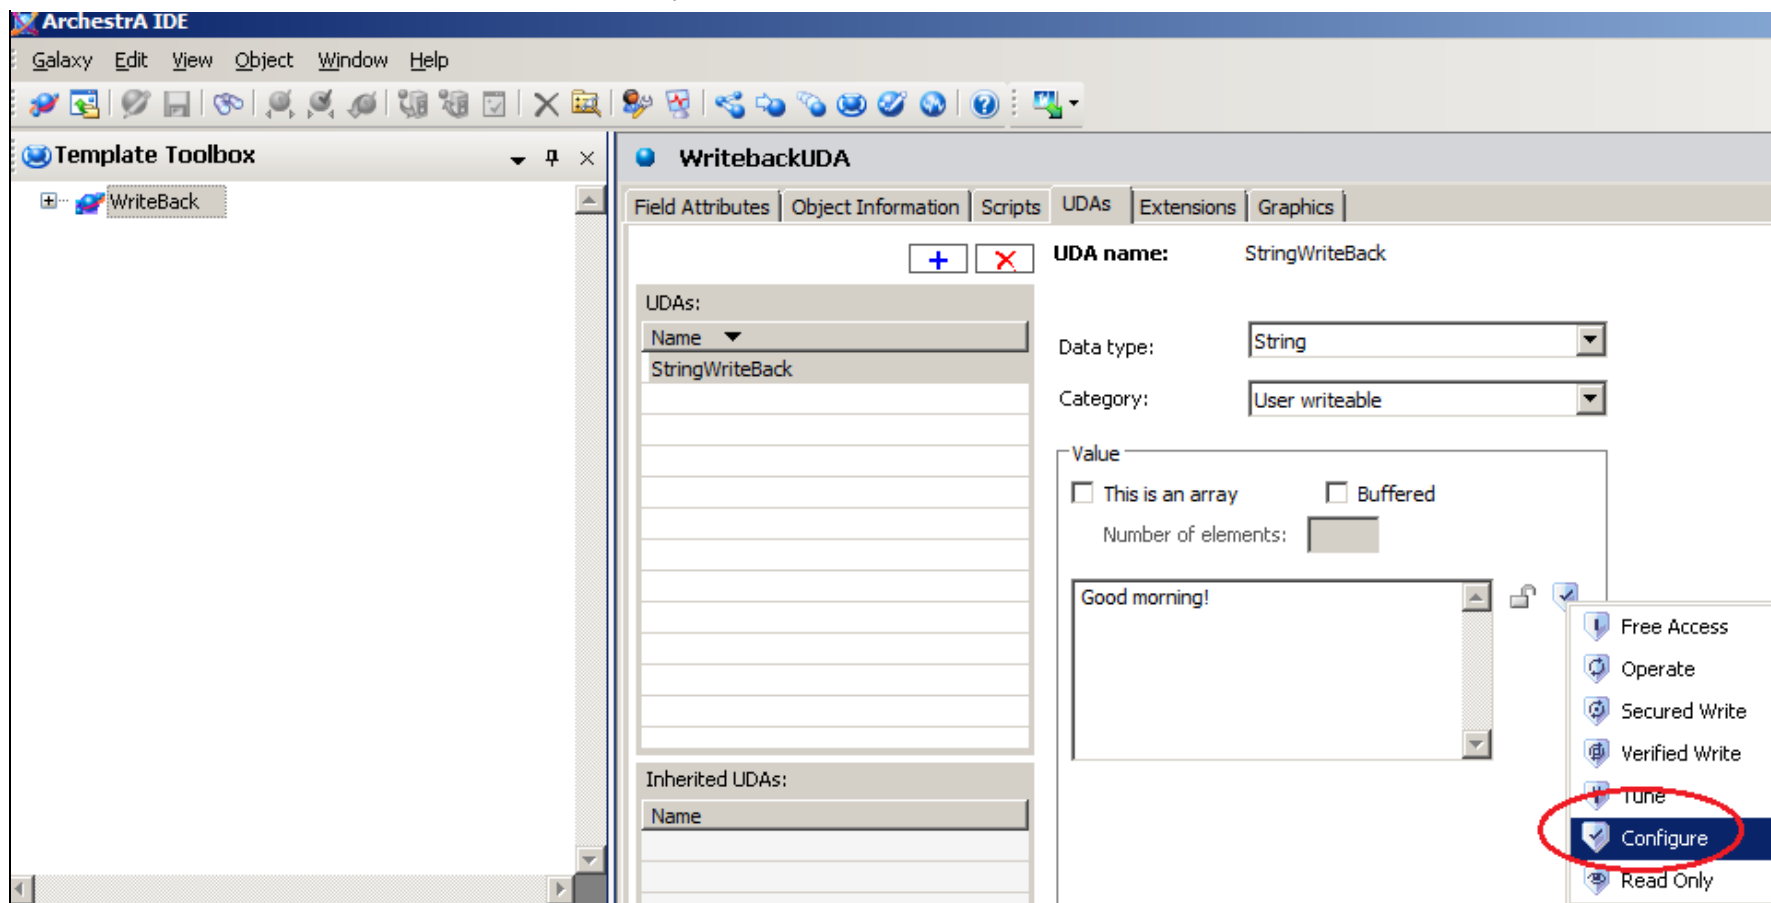 ArchestrA IDE
Galaxy Edit View Object Window Help
Template Toolbox
WriteBack
WritebackUDA
Field Attributes Object Information Scripts UDAs Extensions Graphics
UDA name: StringWriteBack
UDAs:
Name
StringWriteBack
Data type: String
Category: User writeable
Value
This is an array Buffered
Number of elements:
Good morning!
Free Access
Operate
Secured Write
Verified Write
Tune
Configure
Read Only
Inherited UDAs:
Name